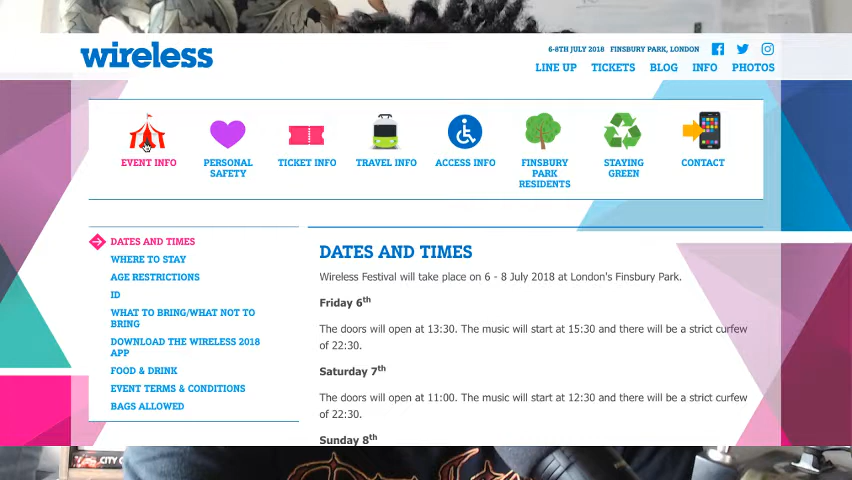 wireless
6-8TH JULY 2018 FINSBURY PARK, LONDON
LINE UP TICKETS BLOG INFO PHOTOS
EVENT INFO
PERSONAL
SAFETY
TICKET INFO
TRAVEL INFO
ACCESS INFO
FINSBURY
PARK
RESIDENTS
STAYING
GREEN
CONTACT
DATES AND TIMES
WHERE TO STAY
AGE RESTRICTIONS
ID
WHAT TO BRING/WHAT NOT TO
BRING
DOWNLOAD THE WIRELESS 2018
APP
FOOD & DRINK
EVENT TERMS & CONDITIONS
BAGS ALLOWED
DATES AND TIMES
Wireless Festival will take place on 6 - 8 July 2018 at London's Finsbury Park.
Friday 6th
The doors will open at 13:30. The music will start at 15:30 and there will be a strict curfew
of 22:30.
Saturday 7th
The doors will open at 11:00. The music will start at 12:30 and there will be a strict curfew
of 22:30.
Sunday 8th
CITY